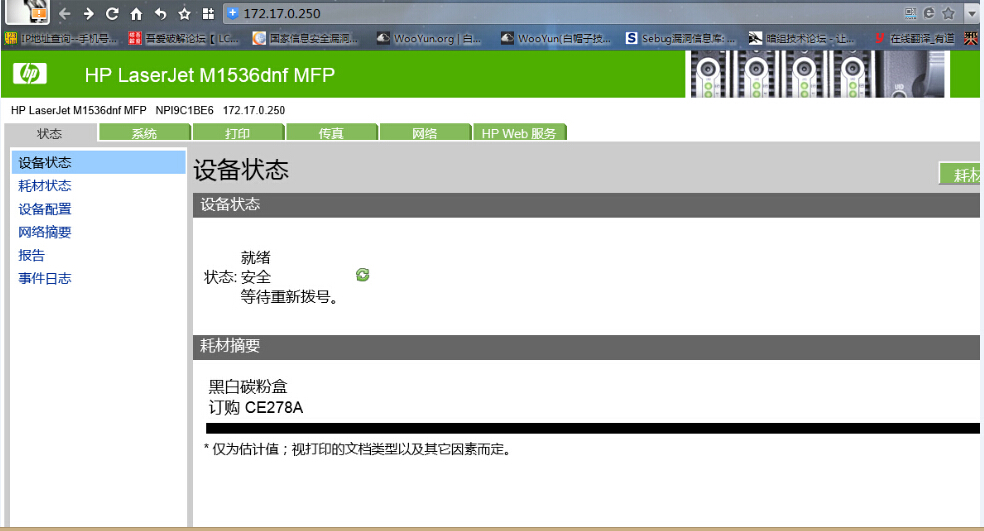 172.17.0.250
IP地址查询--手机号... 吾爱破解论坛【LC... 国家信息安全漏洞... WooYun.org | 白... WooYun(白帽子技... Sebug漏洞信息库:... 暗组技术论坛 - 让... 在线翻译_有道
hp HP LaserJet M1536dnf MFP
HP LaserJet M1536dnf MFP NPI9C1BE6 172.17.0.250
状态 系统 打印 传真 网络 HP Web 服务
设备状态
耗材状态
设备配置
网络摘要
报告
事件日志
设备状态
耗材
设备状态
就绪
状态: 安全
等待重新拨号。
耗材摘要
黑白碳粉盒
订购 CE278A
* 仅为估计值；视打印的文档类型以及其它因素而定。